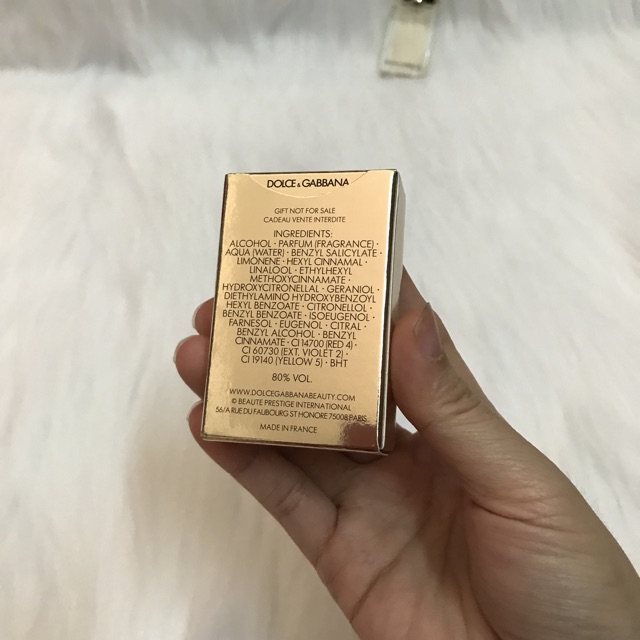 DOLCE & GABBANA
GIFT NOT FOR SALE
CADEAU VENTE INTERDITE
INGREDIENTS:
ALCOHOL · PARFUM (FRAGRANCE) ·
AQUA (WATER) · BENZYL SALICYLATE ·
LIMONENE · HEXYL CINNAMAL ·
LINALOOL · ETHYLHEXYL
METHOXYCINNAMATE ·
HYDROXYCITRONELLAL · GERANIOL ·
DIETHYLAMINO HYDROXYBENZOYL
HEXYL BENZOATE · CITRONELLOL ·
BENZYL BENZOATE · ISOEUGENOL ·
FARNESOL · EUGENOL · CITRAL ·
BENZYL ALCOHOL · BENZYL
CINNAMATE · CI 14700 (RED 4) ·
CI 60730 (EXT. VIOLET 2) ·
CI 19140 (YELLOW 5) · BHT
80% VOL.
WWW.DOLCEGABBANABEAUTY.COM
© BEAUTE PRESTIGE INTERNATIONAL
56/A RUE DU FAUBOURG ST HONORE 75008 PARIS
MADE IN FRANCE